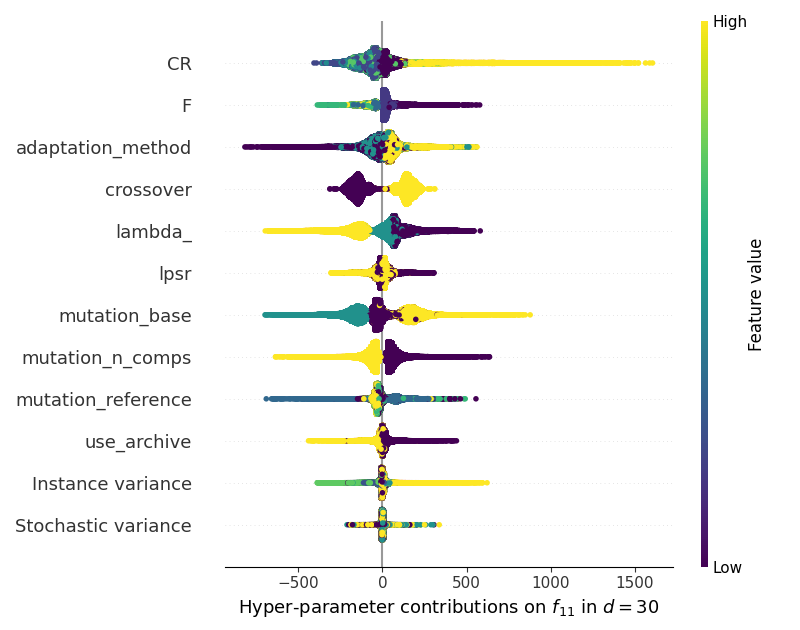 High
CR
F
adaptation_method
crossover
lambda_
lpsr
mutation_base
mutation_n_comps
mutation_reference
use_archive
Instance variance
Stochastic variance
Feature value
Low
−500 0 500 1000 1500
Hyper-parameter contributions on f₁₁ in d = 30